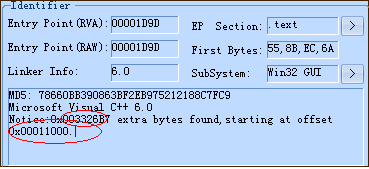 Identifier
Entry Point(RVA): 00001D9D EP Section: .text >
Entry Point(RAW): 00001D9D First Bytes: 55,8B,EC,6A
Linker Info: 6.0 SubSystem: Win32 GUI >
MD5: 78660BB390863BF2EB975212188C7FC9
Microsoft Visual C++ 6.0
Notice:0x003326B7 extra bytes found,starting at offset
0x00011000.